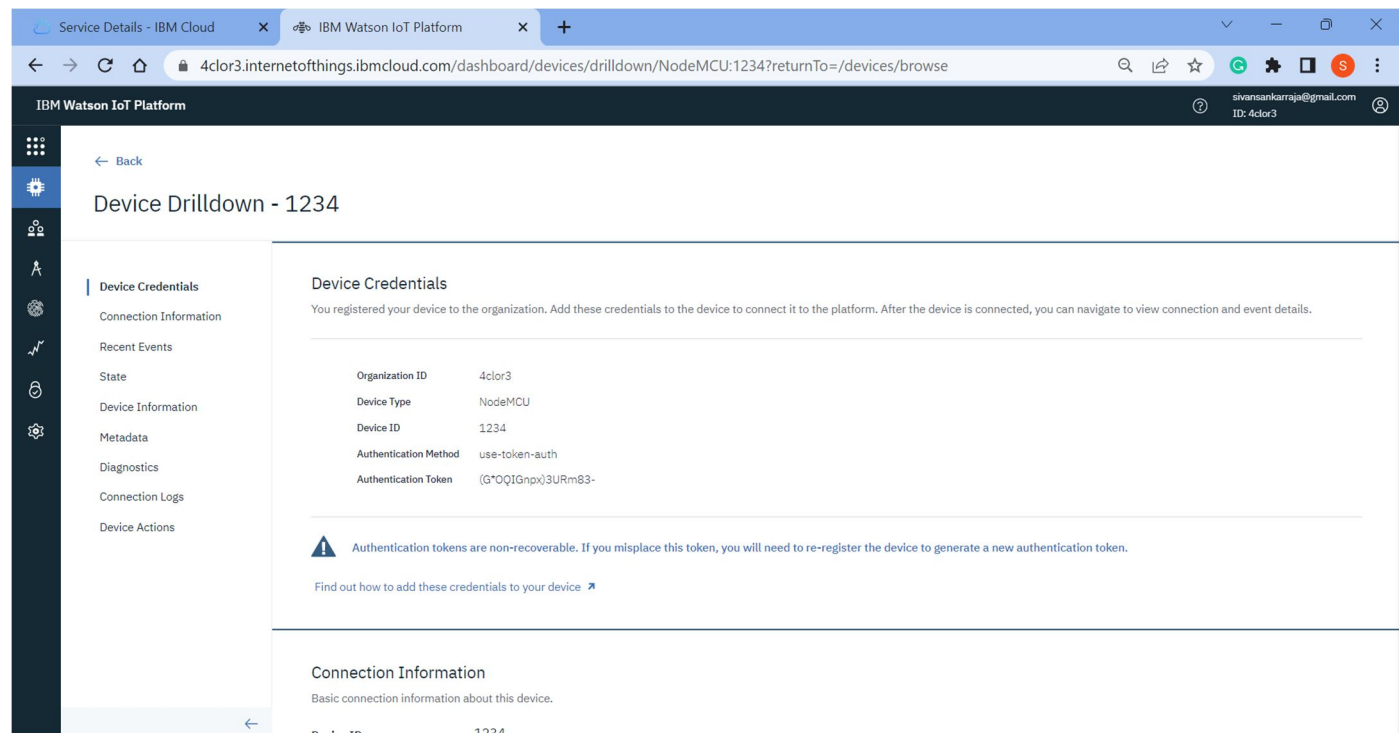 Service Details - IBM Cloud
IBM Watson IoT Platform
4clor3.internetofthings.ibmcloud.com/dashboard/devices/drilldown/NodeMCU:1234?returnTo=/devices/browse
S
IBM Watson IoT Platform
sivansankarraja@gmail.com
ID: 4clor3
Back
Device Drilldown - 1234
Device Credentials
Connection Information
Recent Events
State
Device Information
Metadata
Diagnostics
Connection Logs
Device Actions
Device Credentials
You registered your device to the organization. Add these credentials to the device to connect it to the platform. After the device is connected, you can navigate to view connection and event details.
Organization ID 4clor3
Device Type NodeMCU
Device ID 1234
Authentication Method use-token-auth
Authentication Token (G*OQIGnpx)3URm83-
Authentication tokens are non-recoverable. If you misplace this token, you will need to re-register the device to generate a new authentication token.
Find out how to add these credentials to your device
Connection Information
Basic connection information about this device.
Device ID 1234